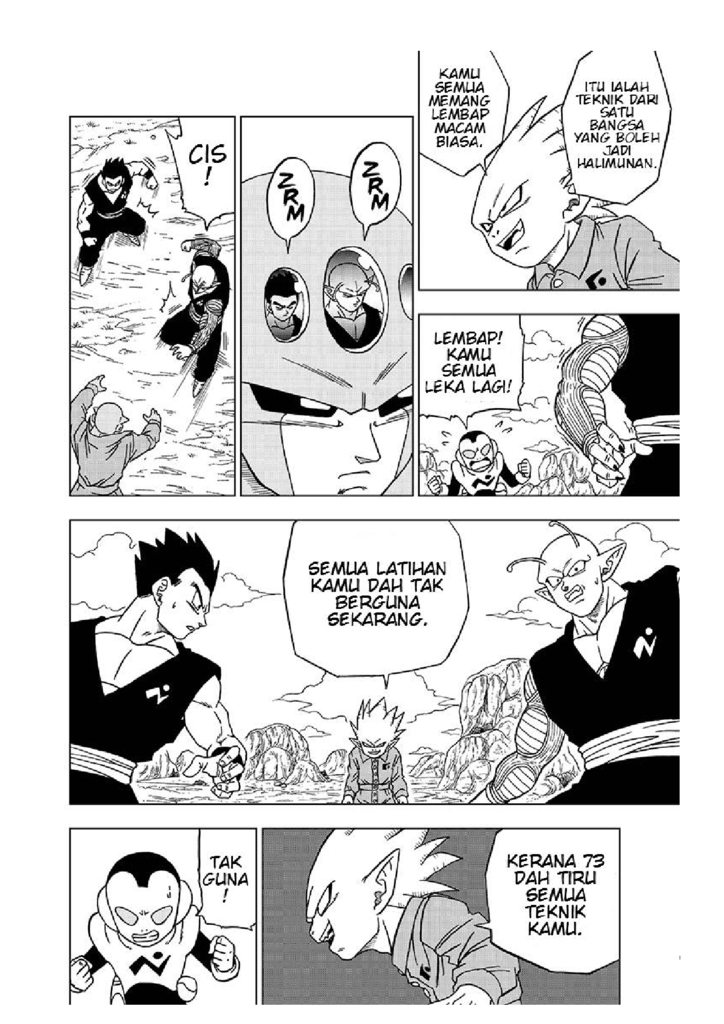 ITU IALAH
TEKNIK DARI
SATU
BANGSA
YANG BOLEH
JADI
HALIMUNAN.
KAMU
SEMUA
MEMANG
LEMBAP
MACAM
BIASA.
LEMBAP!
KAMU
SEMUA
LEKA LAGI!
ZRM
ZRM
CIS
!
SEMUA LATIHAN
KAMU DAH TAK
BERGUNA
SEKARANG.
KERANA 73
DAH TIRU
SEMUA
TEKNIK
KAMU.
TAK
GUNA
!